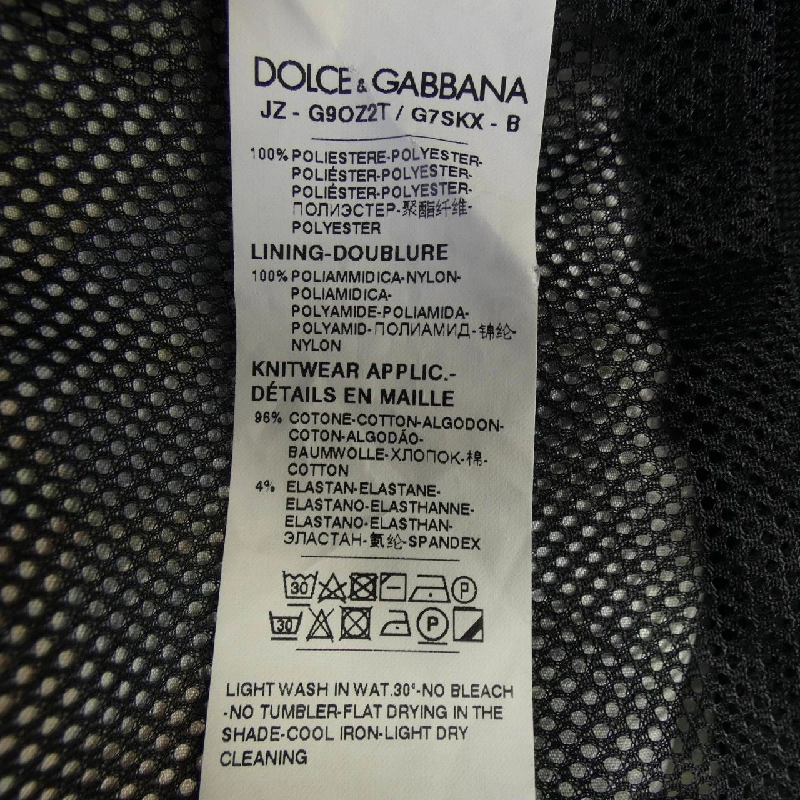 DOLCE & GABBANA
JZ - G9OZ2T / G7SKX - B
100% POLIESTERE-POLYESTER-
POLIÉSTER-POLYESTER-
POLIÉSTER-POLYESTER-
ПОЛИЭСТЕР-聚酯纤维-
POLYESTER
LINING-DOUBLURE
100% POLIAMMIDICA-NYLON-
POLIAMIDICA-
POLYAMIDE-POLIAMIDA-
POLYAMID-ПОЛИАМИД-锦纶-
NYLON
KNITWEAR APPLIC.-
DÉTAILS EN MAILLE
96% COTONE-COTTON-ALGODON-
COTON-ALGODÃO-
BAUMWOLLE-ХЛОПОК-棉-
COTTON
4% ELASTAN-ELASTANE-
ELASTANO-ELASTHANNE-
ELASTANO-ELASTHAN-
ЭЛАСТАН-氨纶-SPANDEX
30 P
30 P
LIGHT WASH IN WAT.30°-NO BLEACH
-NO TUMBLER-FLAT DRYING IN THE
SHADE-COOL IRON-LIGHT DRY
CLEANING